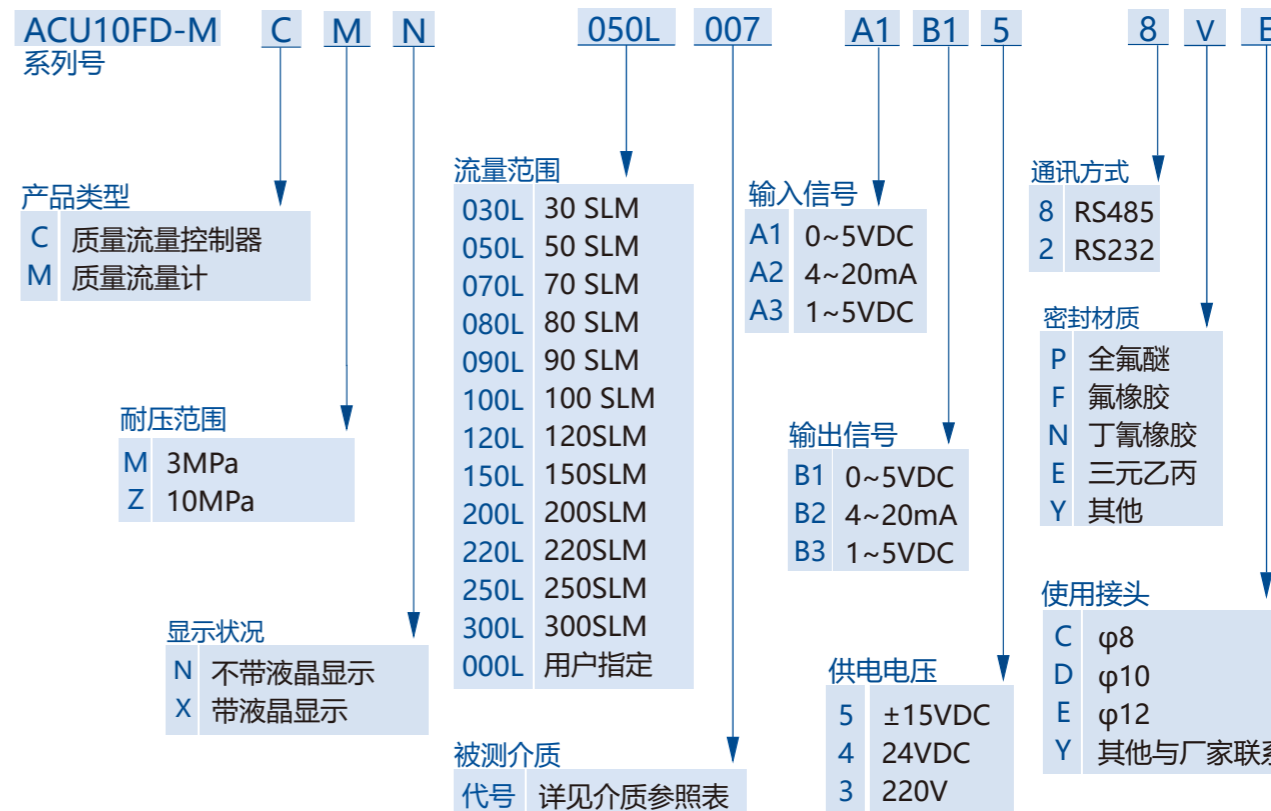 ACU10FD-M C M N 050L 007 A1 B1 5 8 V E
系列号
产品类型
C 质量流量控制器
M 质量流量计
耐压范围
M 3MPa
Z 10MPa
显示状况
N 不带液晶显示
X 带液晶显示
流量范围
030L 30 SLM
050L 50 SLM
070L 70 SLM
080L 80 SLM
090L 90 SLM
100L 100 SLM
120L 120SLM
150L 150SLM
200L 200SLM
220L 220SLM
250L 250SLM
300L 300SLM
000L 用户指定
被测介质
代号 详见介质参照表
输入信号
A1 0~5VDC
A2 4~20mA
A3 1~5VDC
输出信号
B1 0~5VDC
B2 4~20mA
B3 1~5VDC
供电电压
5 ±15VDC
4 24VDC
3 220V
通讯方式
8 RS485
2 RS232
密封材质
P 全氟醚
F 氟橡胶
N 丁氰橡胶
E 三元乙丙
Y 其他
使用接头
C φ8
D φ10
E φ12
Y 其他与厂家联系